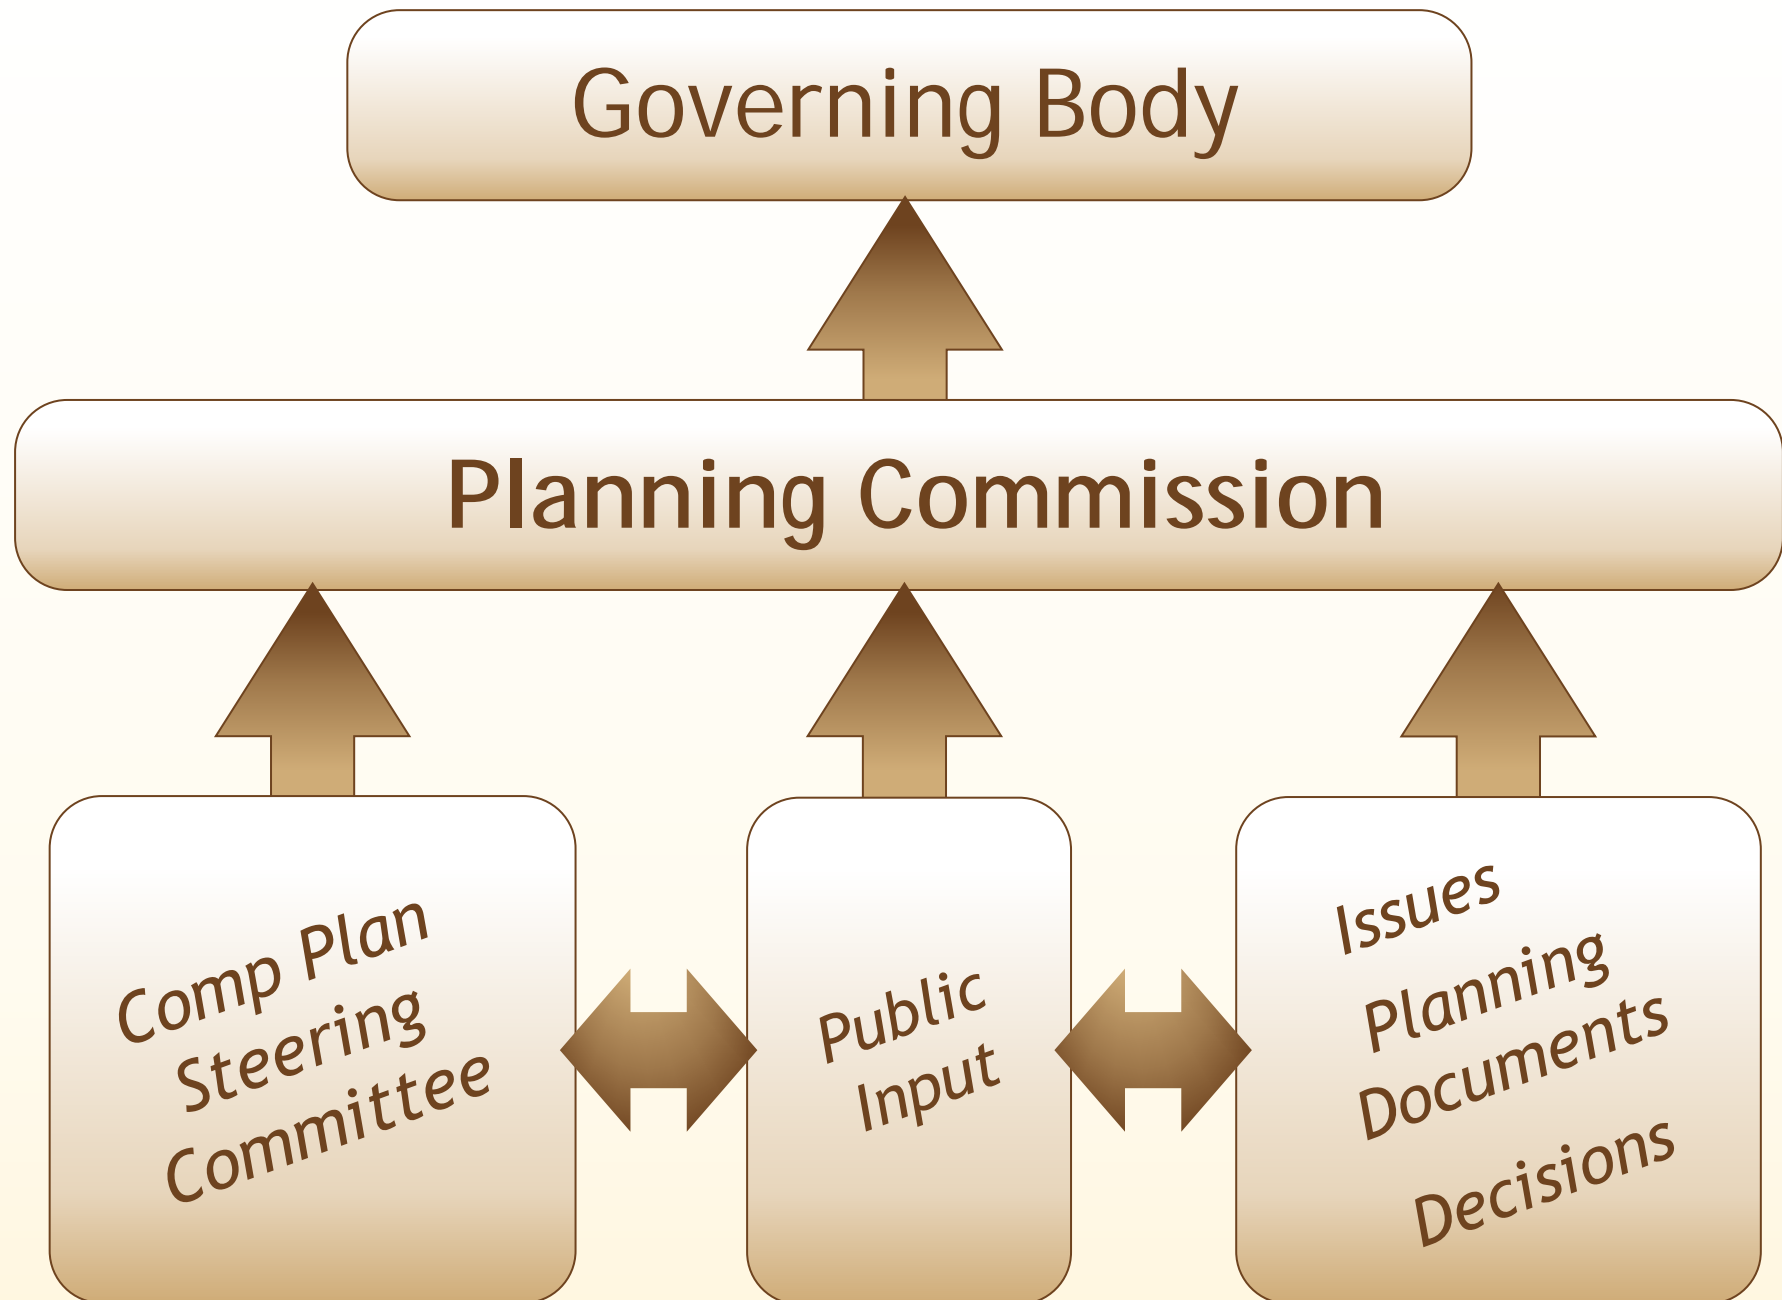 Governing Body
Planning Commission
Comp Plan
Steering
Committee
Public
Input
Issues
Planning
Documents
Decisions